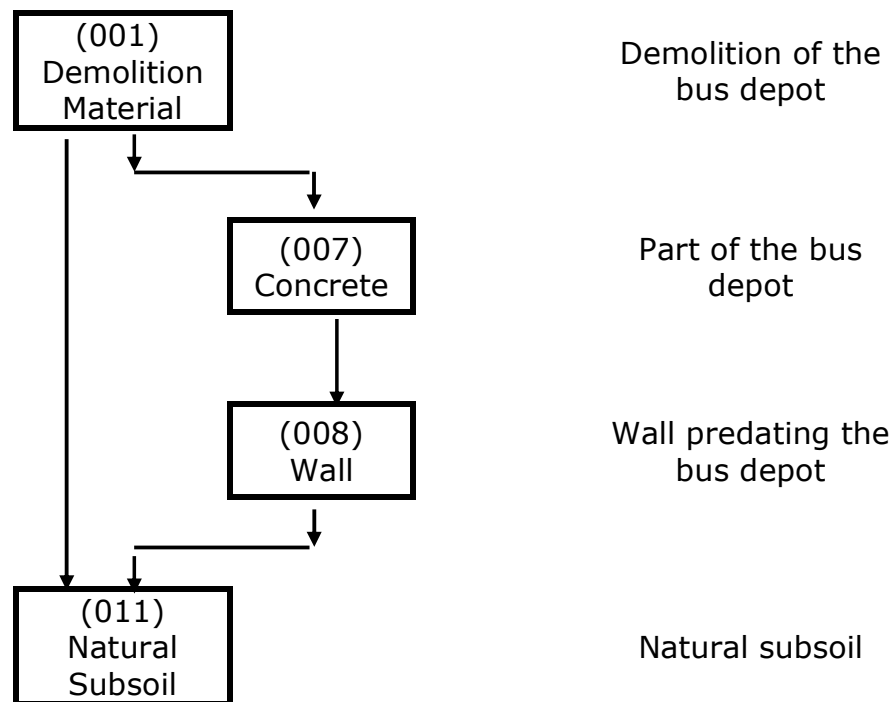 (001)
Demolition
Material
Demolition of the
bus depot
(007)
Concrete
Part of the bus
depot
(008)
Wall
Wall predating the
bus depot
(011)
Natural
Subsoil
Natural subsoil